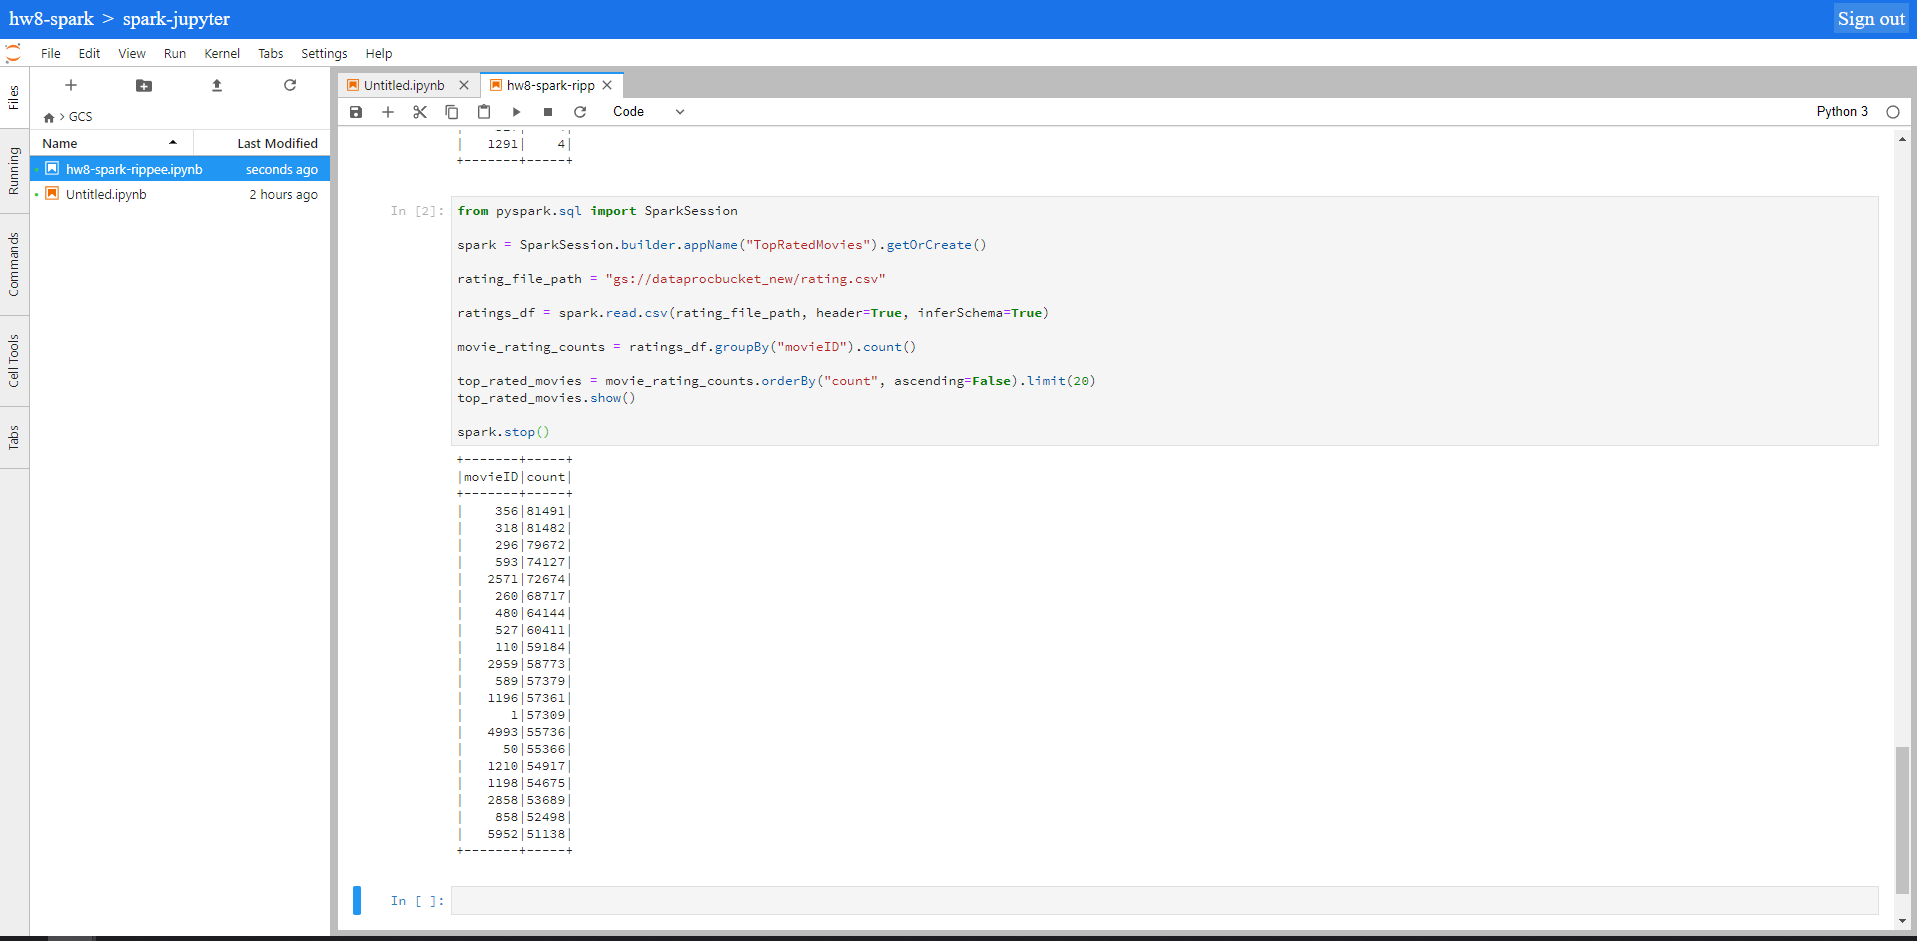 hw8-spark > spark-jupyter
Sign out
File Edit View Run Kernel Tabs Settings Help
Files
Running
Commands
Cell Tools
Tabs
> GCS
Name Last Modified
hw8-spark-rippee.ipynb seconds ago
Untitled.ipynb 2 hours ago
Untitled.ipynb hw8-spark-ripp
Code
Python 3
| 1291| 4|
+-------+-----+
In [2]:
from pyspark.sql import SparkSession
spark = SparkSession.builder.appName("TopRatedMovies").getOrCreate()
rating_file_path = "gs://dataprocbucket_new/rating.csv"
ratings_df = spark.read.csv(rating_file_path, header=True, inferSchema=True)
movie_rating_counts = ratings_df.groupBy("movieID").count()
top_rated_movies = movie_rating_counts.orderBy("count", ascending=False).limit(20)
top_rated_movies.show()
spark.stop()
+-------+-----+
|movieID|count|
+-------+-----+
| 356|81491|
| 318|81482|
| 296|79672|
| 593|74127|
| 2571|72674|
| 260|68717|
| 480|64144|
| 527|60411|
| 110|59184|
| 2959|58773|
| 589|57379|
| 1196|57361|
| 1|57309|
| 4993|55736|
| 50|55366|
| 1210|54917|
| 1198|54675|
| 2858|53689|
| 858|52498|
| 5952|51138|
+-------+-----+
In [ ]: